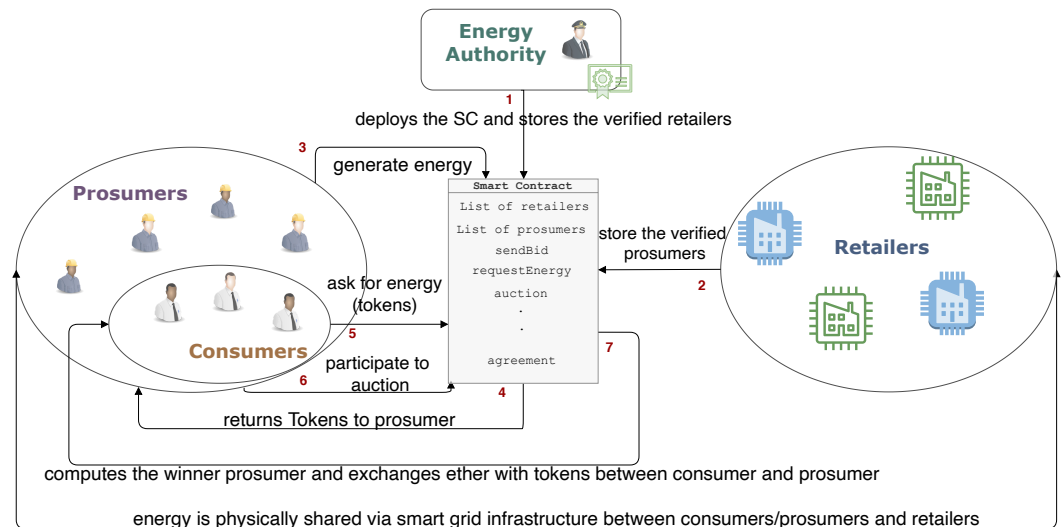 Energy
Authority
1
deploys the SC and stores the verified retailers
3
generate energy
Prosumers
Smart Contract
List of retailers
List of prosumers
sendBid
requestEnergy
auction
.
.
agreement
store the verified
prosumers
2
Retailers
ask for energy
(tokens)
5
Consumers
6
participate to
auction
7
4
returns Tokens to prosumer
computes the winner prosumer and exchanges ether with tokens between consumer and prosumer
energy is physically shared via smart grid infrastructure between consumers/prosumers and retailers